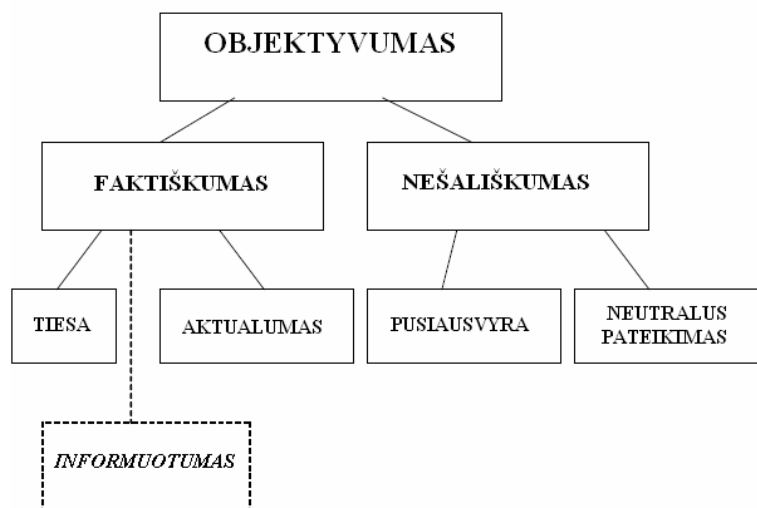 OBJEKTYVUMAS
FAKTIŠKUMAS
NEŠALIŠKUMAS
TIESA
AKTUALUMAS
PUSIAUSVYRA
NEUTRALUS
PATEIKIMAS
INFORMUOTUMAS